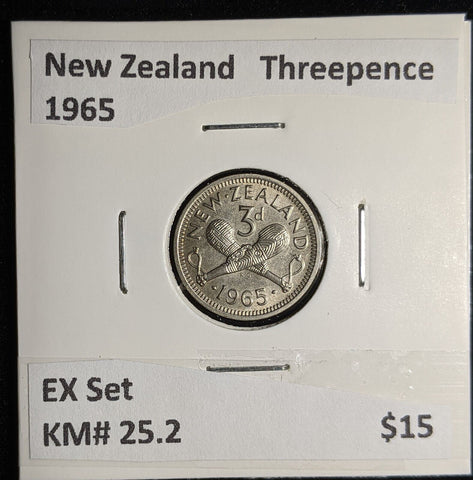 New Zealand Threepence
1965
NEW·ZEALAND
3d
·1965·
EX Set
KM# 25.2 $15